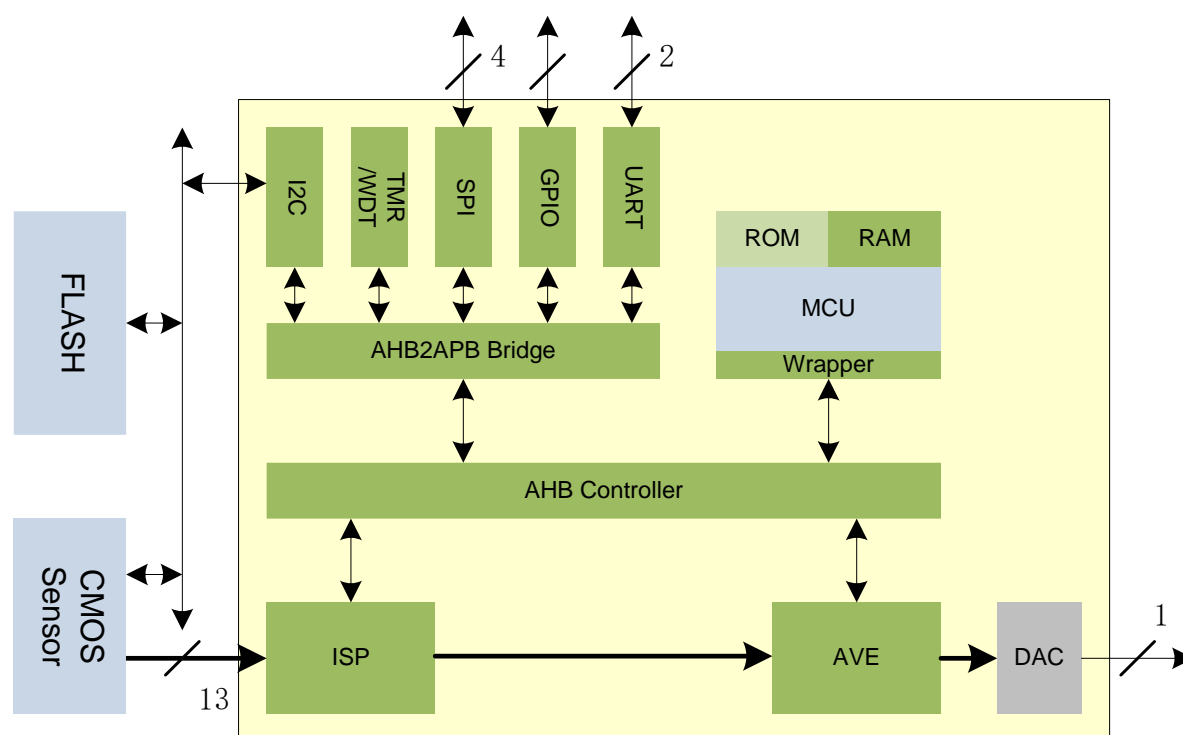 4
2
I2C
TMR
/WDT
SPI
GPIO
UART
ROM
RAM
FLASH
MCU
AHB2APB Bridge
Wrapper
AHB Controller
CMOS
Sensor
13
ISP
AVE
DAC
1